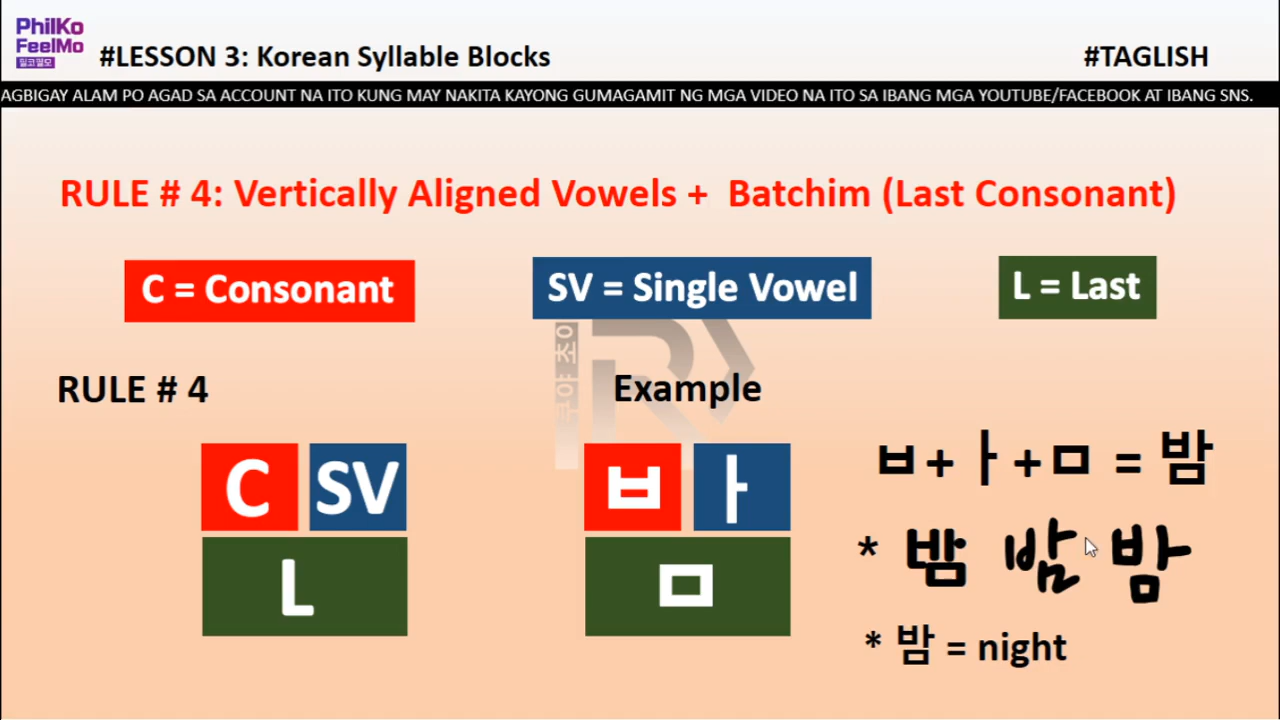 PhilKo
FeelMo
필코필모
#LESSON 3: Korean Syllable Blocks
#TAGLISH
AGBIGAY ALAM PO AGAD SA ACCOUNT NA ITO KUNG MAY NAKITA KAYONG GUMAGAMIT NG MGA VIDEO NA ITO SA IBANG MGA YOUTUBE/FACEBOOK AT IBANG SNS.
RULE # 4: Vertically Aligned Vowels + Batchim (Last Consonant)
C = Consonant
SV = Single Vowel
L = Last
RULE # 4
Example
C SV
L
ㅂ ㅏ
ㅁ
ㅂ + ㅏ + ㅁ = 밤
* 밤 밤 밤
* 밤 = night